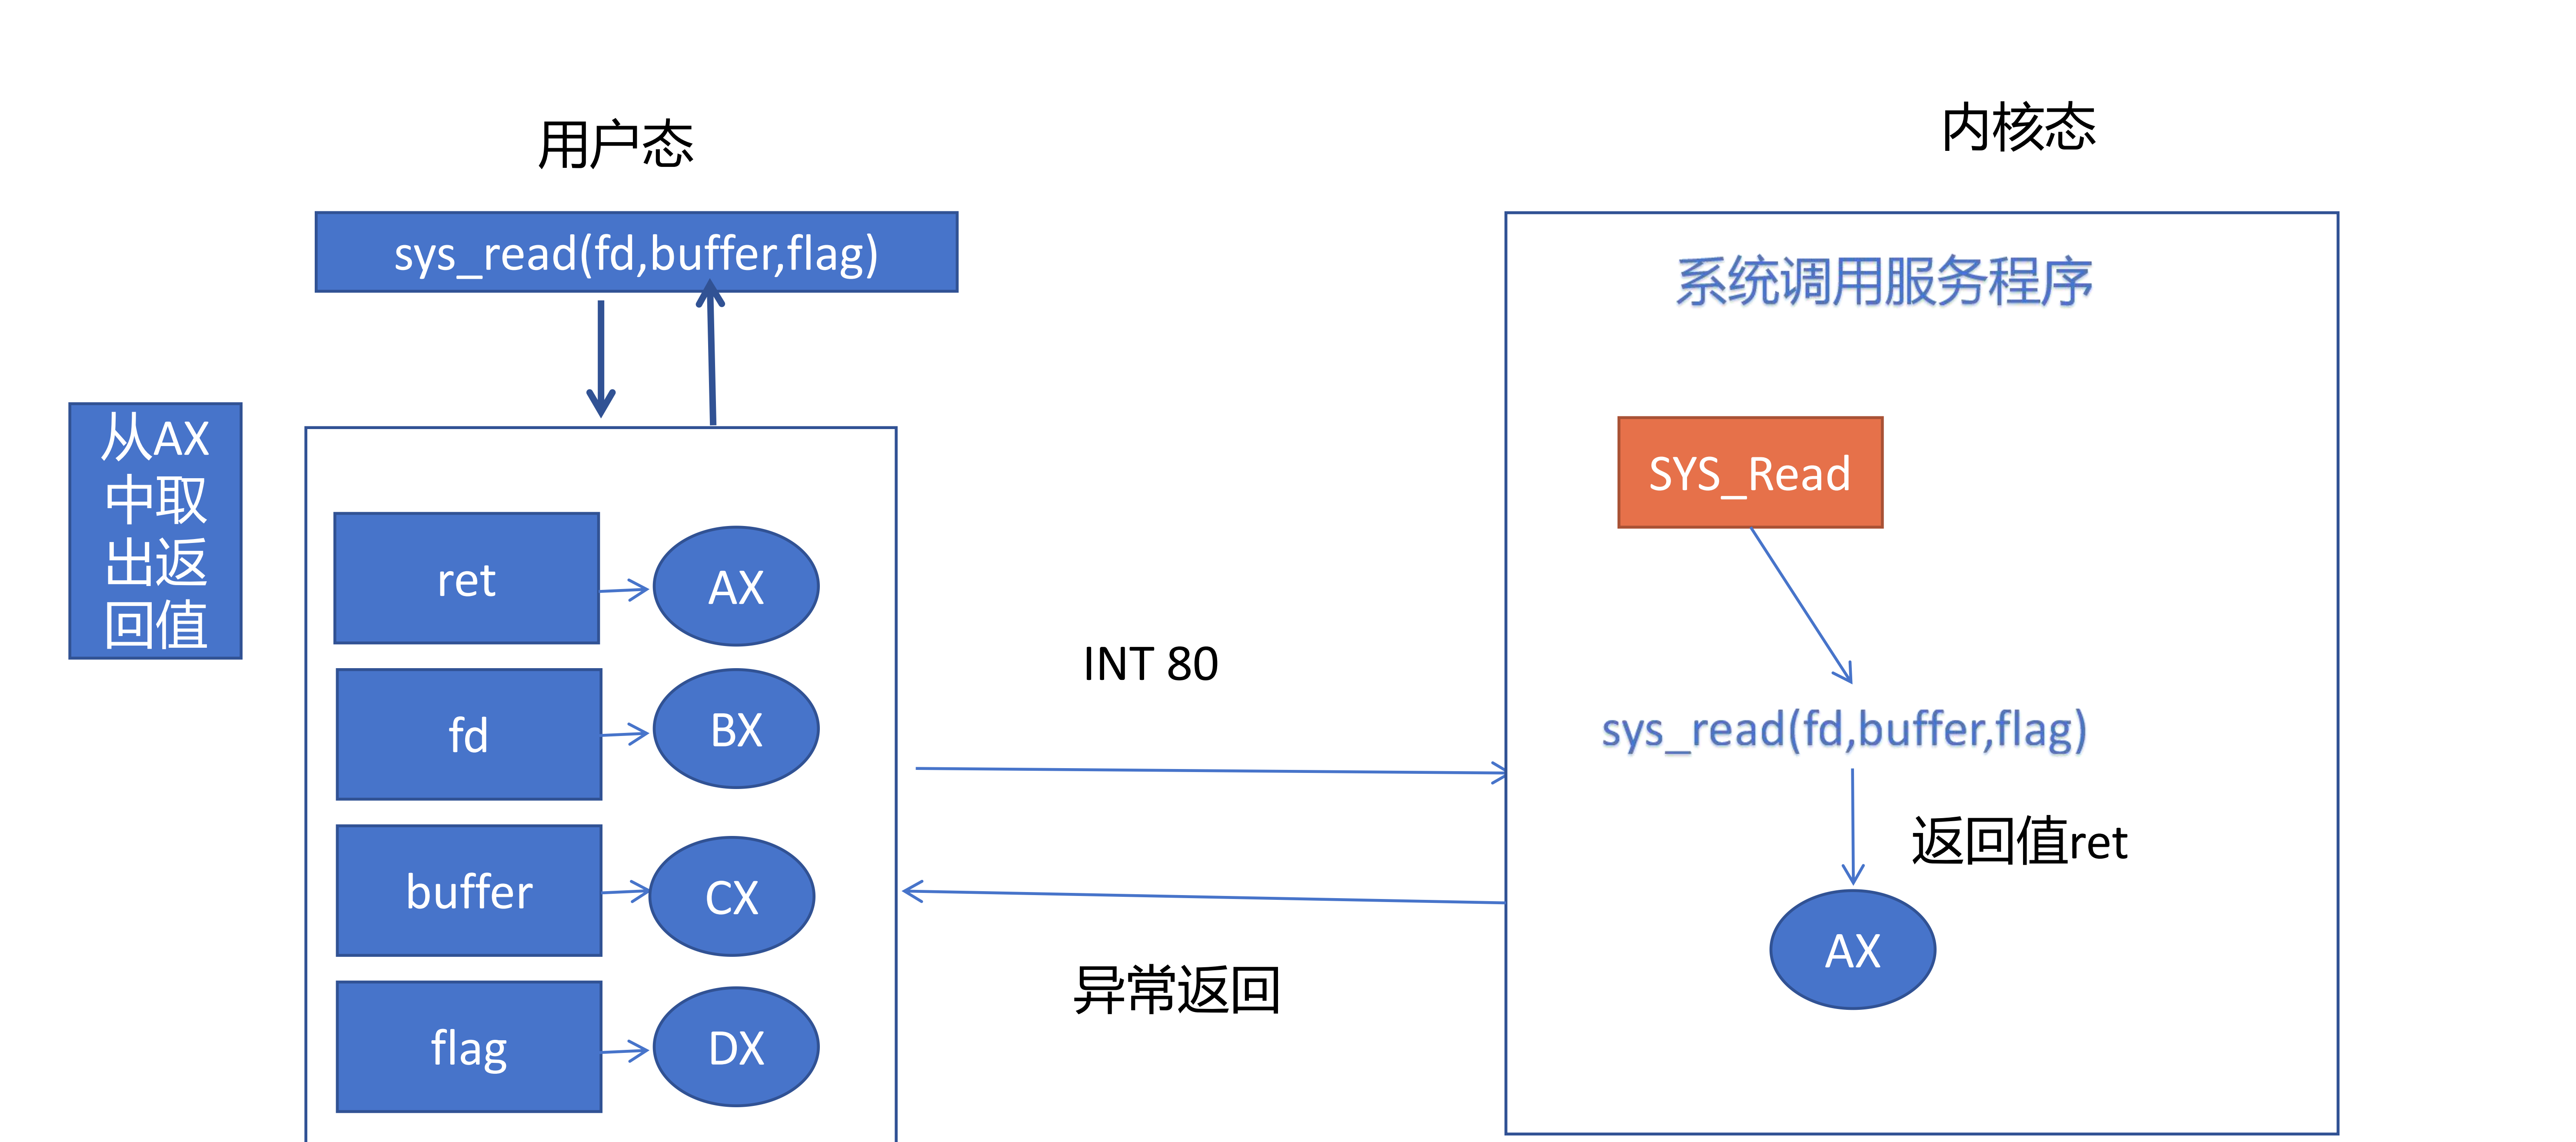 用户态
内核态
sys_read(fd,buffer,flag)
系统调用服务程序
从AX
中取
出返
回值
SYS_Read
ret
AX
fd
BX
INT 80
sys_read(fd,buffer,flag)
返回值ret
buffer
CX
AX
异常返回
flag
DX